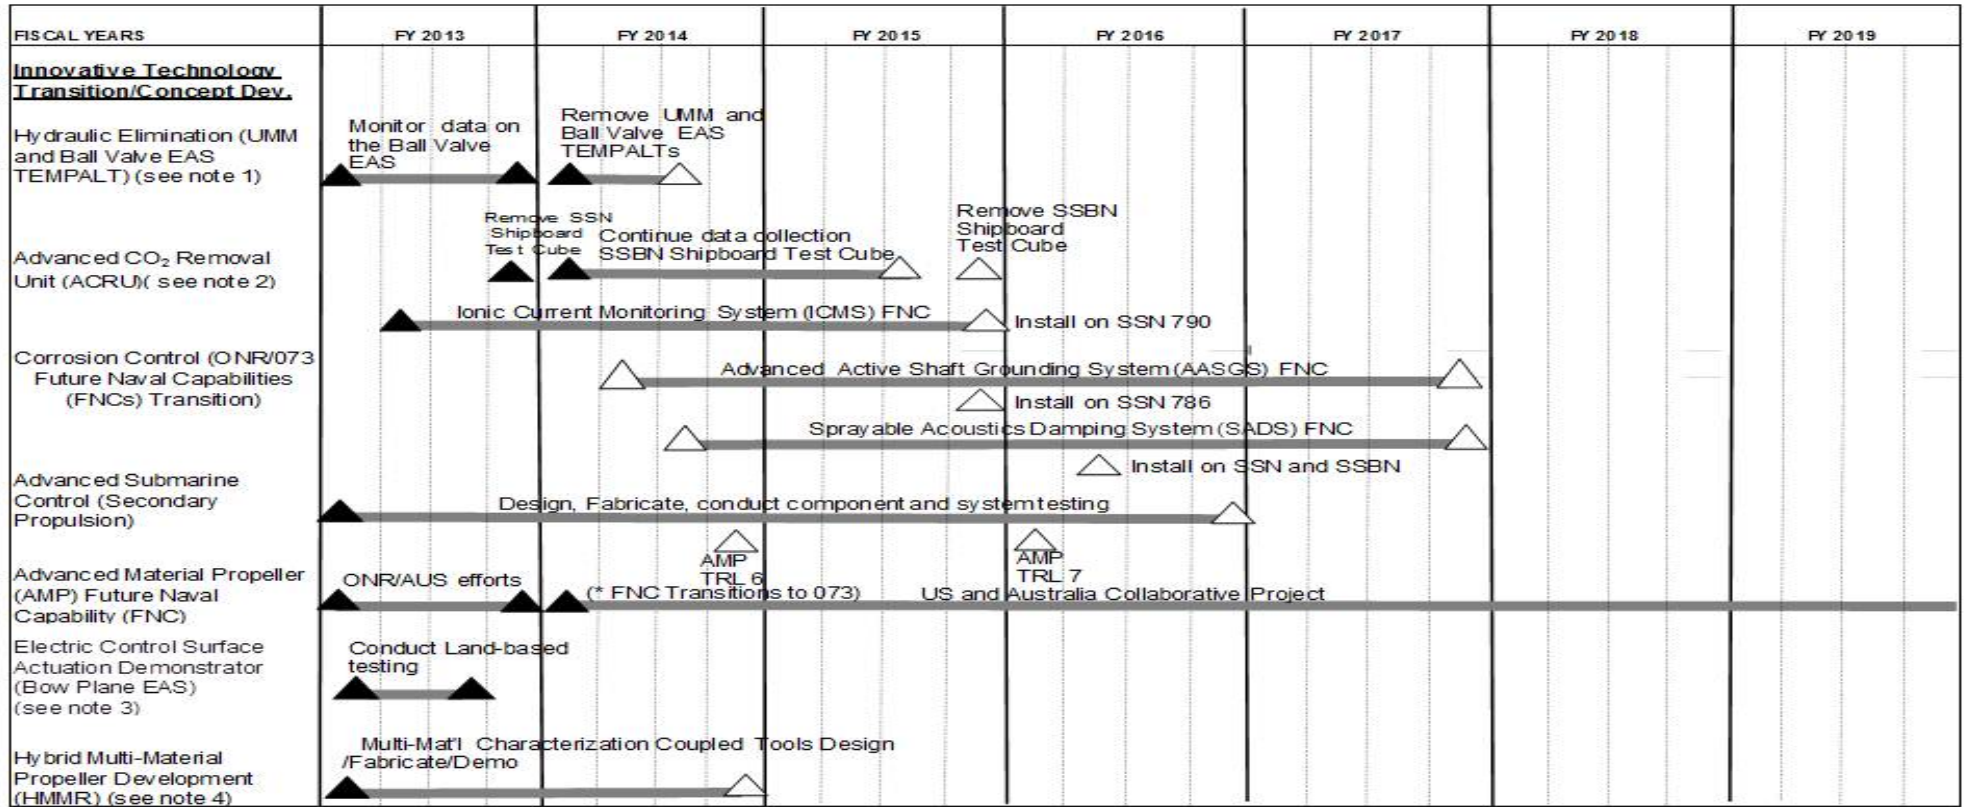 FISCAL YEARS FY 2013 FY 2014 FY 2015 FY 2016 FY 2017 FY 2018 FY 2019
Innovative Technology
Transition/Concept Dev.
Hydraulic Elimination (UMM
and Ball Valve EAS
TEMPALT) (see note 1)
Monitor data on
the Ball Valve
EAS
Remove UMM and
Ball Valve EAS
TEMPALTs
Advanced CO₂ Removal
Unit (ACRU)( see note 2)
Remove SSN
Shipboard
Test Cube
Continue data collection
SSBN Shipboard Test Cube
Remove SSBN
Shipboard
Test Cube
Ionic Current Monitoring System (ICMS) FNC
Install on SSN 790
Corrosion Control (ONR/073
Future Naval Capabilities
(FNCs) Transition)
Advanced Active Shaft Grounding System (AASGS) FNC
Install on SSN 786
Sprayable Acoustics Damping System (SADS) FNC
Install on SSN and SSBN
Advanced Submarine
Control (Secondary
Propulsion)
Design, Fabricate, conduct component and system testing
AMP
TRL 6
AMP
TRL 7
Advanced Material Propeller
(AMP) Future Naval
Capability (FNC)
ONR/AUS efforts
(* FNC Transitions to 073)
US and Australia Collaborative Project
Electric Control Surface
Actuation Demonstrator
(Bow Plane EAS)
(see note 3)
Conduct Land-based
testing
Hybrid Multi-Material
Propeller Development
(HMMR) (see note 4)
Multi-Mat'l Characterization Coupled Tools Design
/Fabricate/Demo